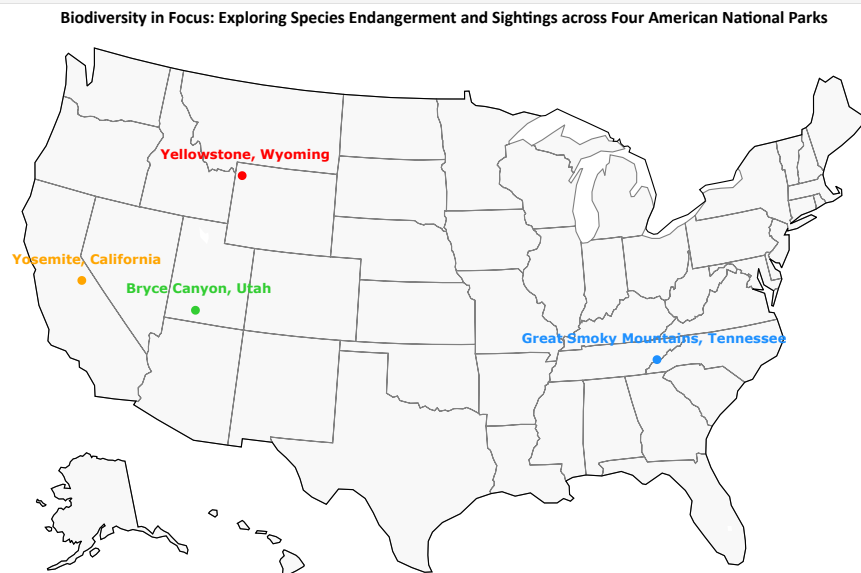 Biodiversity in Focus: Exploring Species Endangerment and Sightings across Four American National Parks
Yellowstone, Wyoming
Yosemite, California
Bryce Canyon, Utah
Great Smoky Mountains, Tennessee